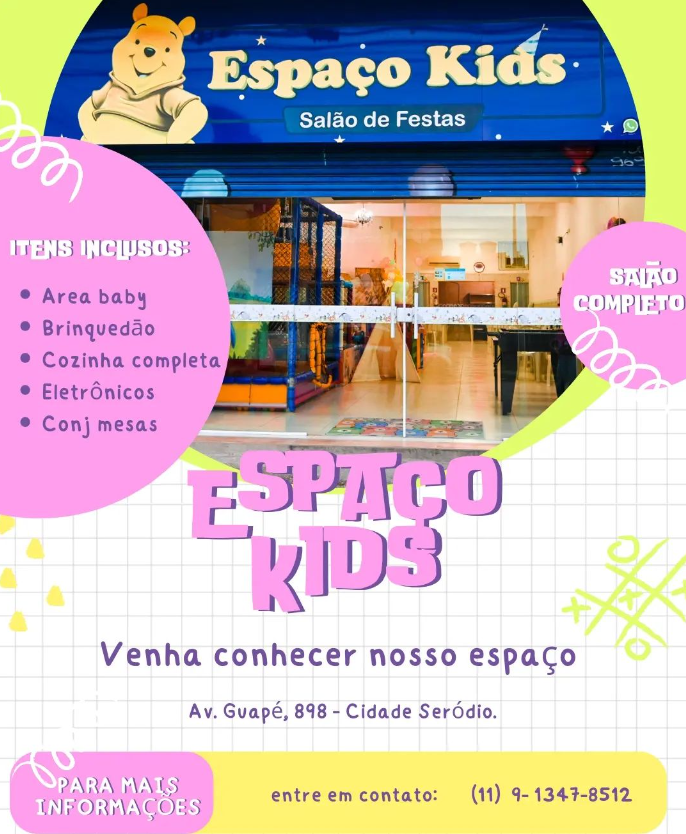 Espaço Kids
Salão de Festas
ITENS INCLUSOS:
Area baby
Brinquedão
Cozinha completa
Eletrônicos
Conj mesas
SALÃO
COMPLETO
ESPAÇO
KIDS
Venha conhecer nosso espaço
Av. Guapé, 898 - Cidade Seródio.
PARA MAIS
INFORMAÇÕES
entre em contato: (11) 9-1347-8512